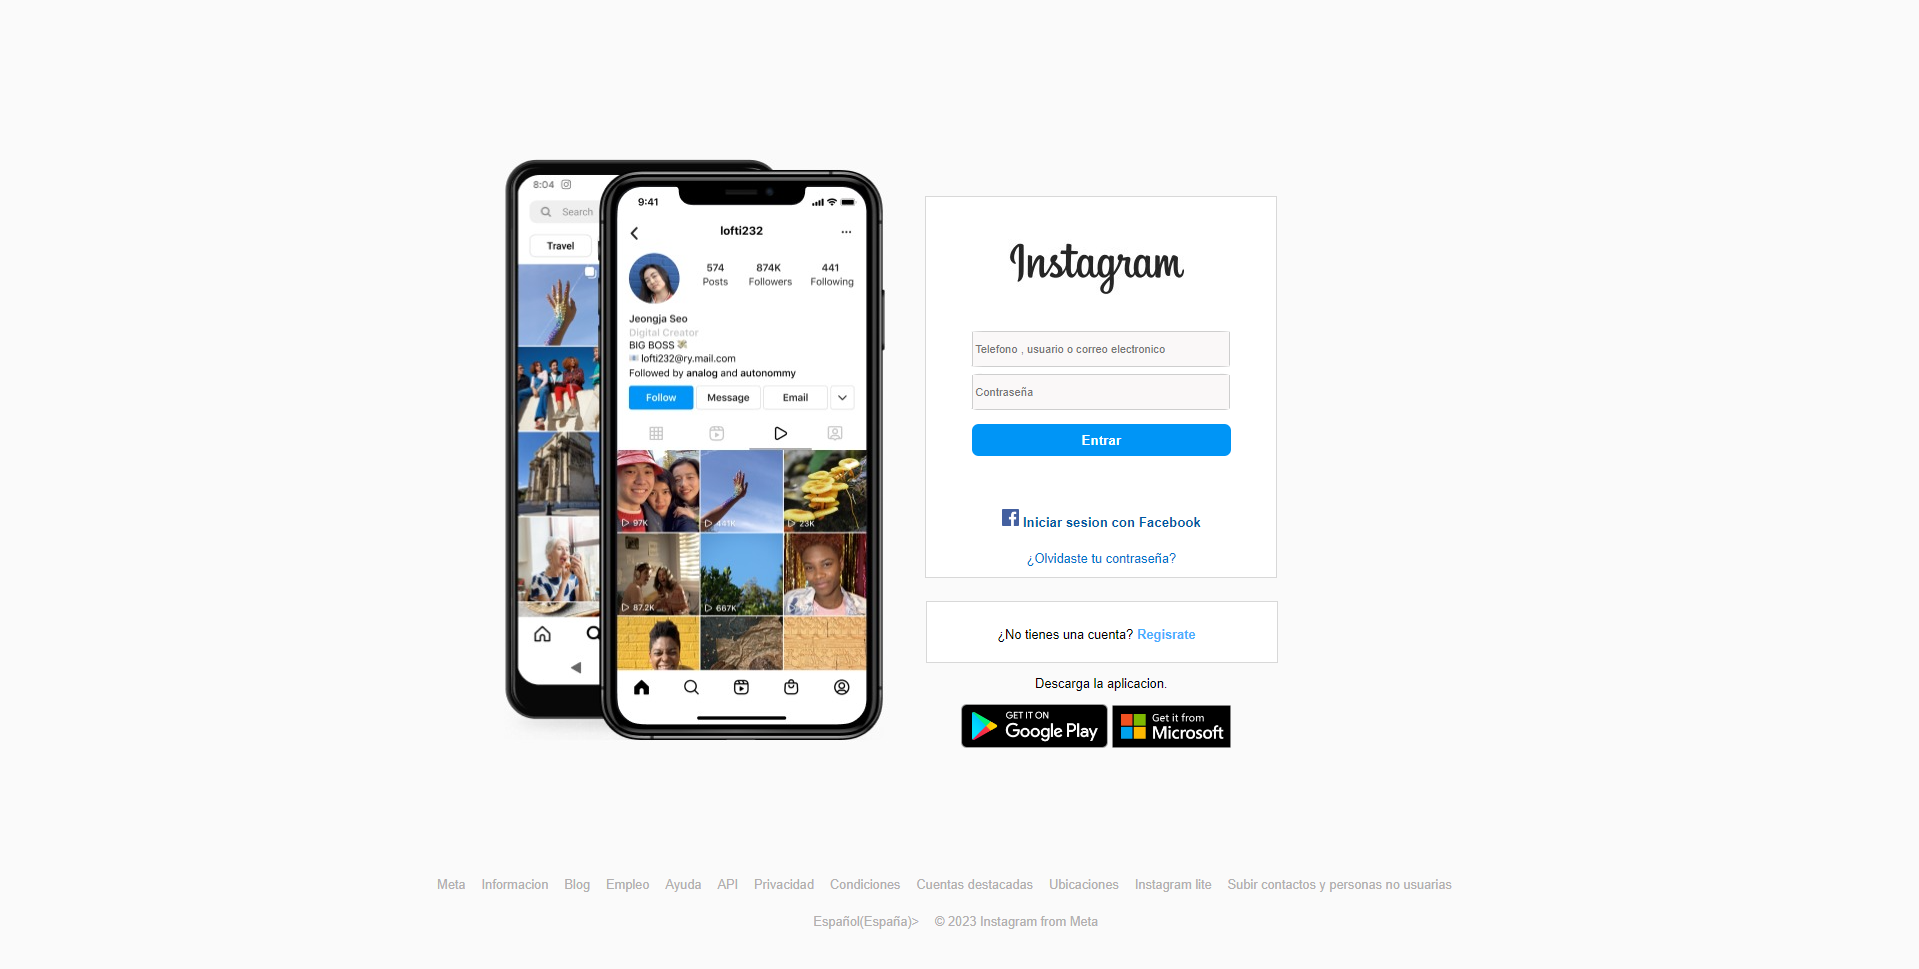 8:04
Search
Travel
9:41
lofti232
574 874K 441
Posts Followers Following
Jeongja Seo
Digital Creator
BIG BOSS
lofti232@ry.mail.com
Followed by analog and autonommy
Follow Message Email
97K 441K 23K
87.2K 667K
Instagram
Telefono , usuario o correo electronico
Contraseña
Entrar
Iniciar sesion con Facebook
¿Olvidaste tu contraseña?
¿No tienes una cuenta? Regisrate
Descarga la aplicacion.
GET IT ON
Google Play
Get it from
Microsoft
Meta Informacion Blog Empleo Ayuda API Privacidad Condiciones Cuentas destacadas Ubicaciones Instagram lite Subir contactos y personas no usuarias
Español(España)> © 2023 Instagram from Meta